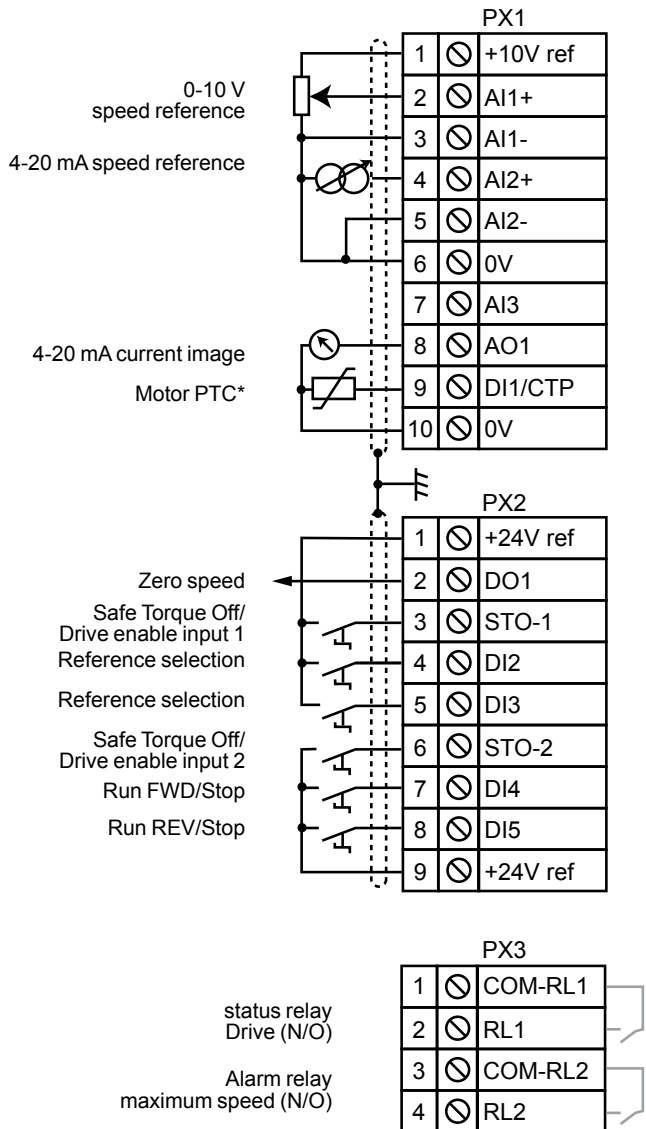 PX1
1 +10V ref
0-10 V
speed reference
2 AI1+
3 AI1-
4-20 mA speed reference
4 AI2+
5 AI2-
6 0V
7 AI3
4-20 mA current image
8 AO1
Motor PTC*
9 DI1/CTP
10 0V
PX2
1 +24V ref
Zero speed
2 DO1
Safe Torque Off/
Drive enable input 1
3 STO-1
Reference selection
4 DI2
Reference selection
5 DI3
Safe Torque Off/
Drive enable input 2
6 STO-2
Run FWD/Stop
7 DI4
Run REV/Stop
8 DI5
9 +24V ref
PX3
1 COM-RL1
status relay
Drive (N/O)
2 RL1
3 COM-RL2
Alarm relay
maximum speed (N/O)
4 RL2